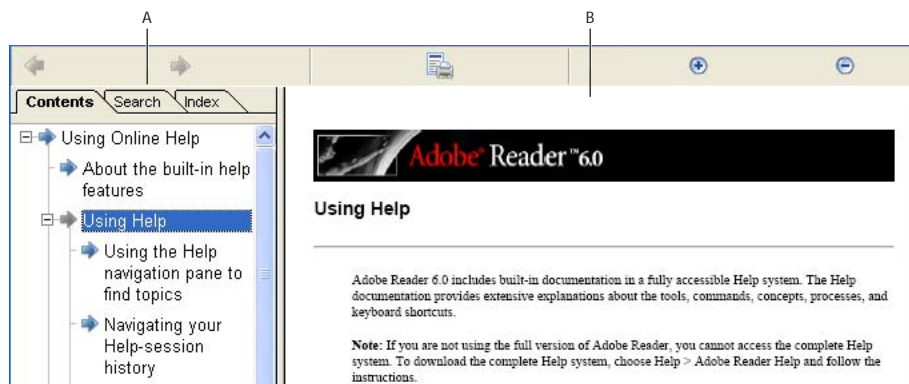 A
B
Contents Search Index
Using Online Help
About the built-in help
features
Using Help
Using the Help
navigation pane to
find topics
Navigating your
Help-session
history
Adobe® Reader™6.0
Using Help
Adobe Reader 6.0 includes built-in documentation in a fully accessible Help system. The Help
documentation provides extensive explanations about the tools, commands, concepts, processes, and
keyboard shortcuts.
Note: If you are not using the full version of Adobe Reader, you cannot access the complete Help
system. To download the complete Help system, choose Help > Adobe Reader Help and follow the
instructions.